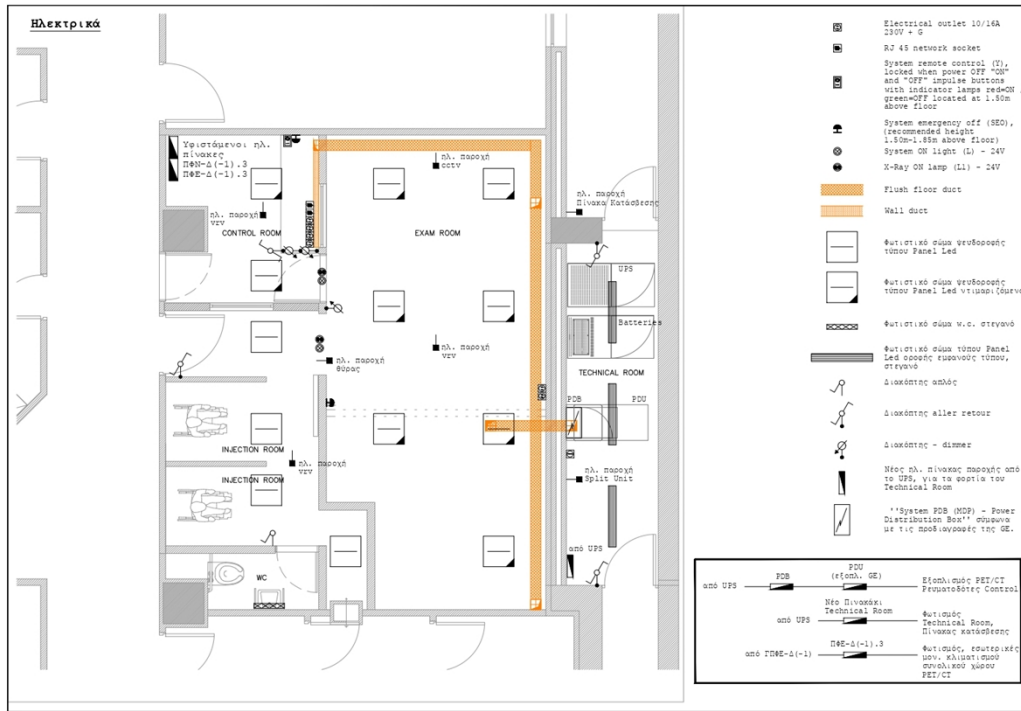 Ηλεκτρικά
Υφιστάμενοι ηλ.
πίνακες
ΠΦΝ-Δ(-1).3
ΠΦΕ-Δ(-1).3
ηλ. παροχή
vrv
CONTROL ROOM
ηλ. παροχή
cctv
EXAM ROOM
ηλ. παροχή
Πίνακα Κατάσβεσης
UPS
Batteries
TECHNICAL ROOM
PDB
PDU
ηλ. παροχή
vrv
ηλ. παροχή
θύρας
INJECTION ROOM
ηλ. παροχή
vrv
INJECTION ROOM
ηλ. παροχή
Split Unit
από UPS
WC
Electrical outlet 10/16A
230V + G
RJ 45 network socket
System remote control (Y),
locked when power OFF "ON"
and "OFF" impulse buttons
with indicator lamps red=ON
green=OFF located at 1.50m
above floor
System emergency off (SEO),
(recommended height
1.50m-1.85m above floor)
System ON light (L) - 24V
X-Ray ON lamp (L1) - 24V
Flush floor duct
Wall duct
Φωτιστικό σώμα ψευδοροφής
τύπου Panel Led
Φωτιστικό σώμα ψευδοροφής
τύπου Panel Led ντιμαριζόμενο
Φωτιστικό σώμα w.c. στεγανό
Φωτιστικό σώμα τύπου Panel
Led οροφής εμφανούς τύπου,
στεγανό
Διακόπτης απλός
Διακόπτης aller retour
Διακόπτης - dimmer
Νέος ηλ. πίνακας παροχής από
το UPS, για τα φορτία του
Technical Room
''System PDB (MDP) - Power
Distribution Box'' σύμφωνα
με τις προδιαγραφές της GE.
από UPS
PDB
PDU
(εξοπλ. GE)
Εξοπλισμός PET/CT
Ρευματοδότες Control
Νέο Πινακάκι
Technical Room
από UPS
Φωτισμός
Technical Room,
Πίνακας κατάσβεσης
από ΓΠΦΕ-Δ(-1)
ΠΦΕ-Δ(-1).3
Φωτισμός, εσωτερικές
μον. κλιματισμού
συνολικού χώρου
PET/CT